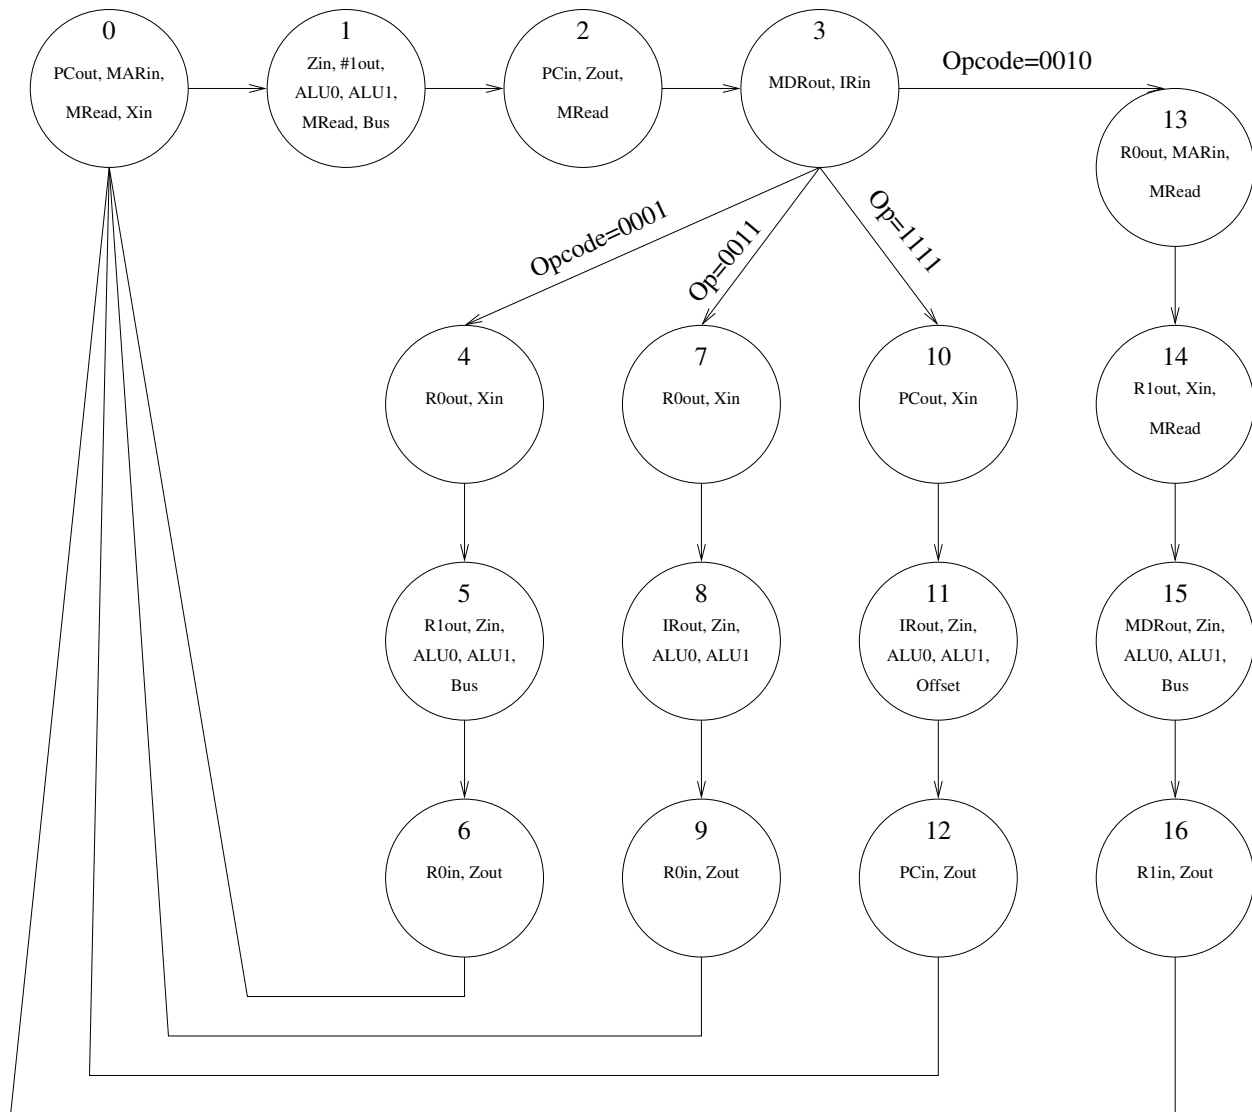 0
PCout, MARin,
MRead, Xin
1
Zin, #1out,
ALU0, ALU1,
MRead, Bus
2
PCin, Zout,
MRead
3
MDRout, IRin
Opcode=0010
13
R0out, MARin,
MRead
Opcode=0001
Op=0011
Op=1111
4
R0out, Xin
7
R0out, Xin
10
PCout, Xin
14
R1out, Xin,
MRead
5
R1out, Zin,
ALU0, ALU1,
Bus
8
IRout, Zin,
ALU0, ALU1
11
IRout, Zin,
ALU0, ALU1,
Offset
15
MDRout, Zin,
ALU0, ALU1,
Bus
6
R0in, Zout
9
R0in, Zout
12
PCin, Zout
16
R1in, Zout